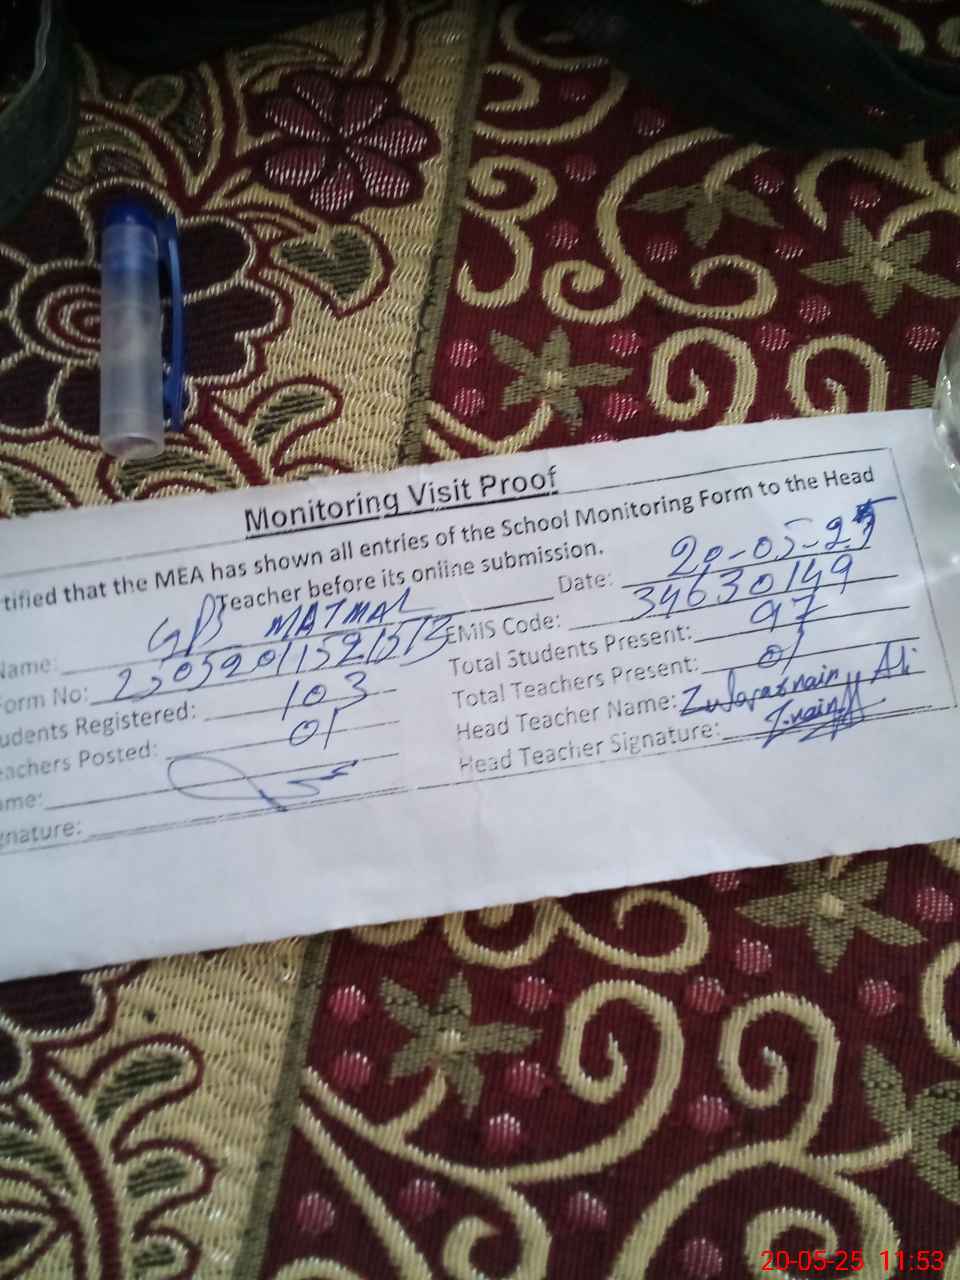 Monitoring Visit Proof
tified that the MEA has shown all entries of the School Monitoring Form to the Head
Teacher before its online submission.
Name: GPS MATMAL Date: 20-05-25
Form No: EMIS Code: 34630149
udents Registered: 103 Total Students Present: 97
eachers Posted: 01 Total Teachers Present: 01
ame: Head Teacher Name: Zulqarnain Ali
gnature: Head Teacher Signature:
20-05-25 11:53